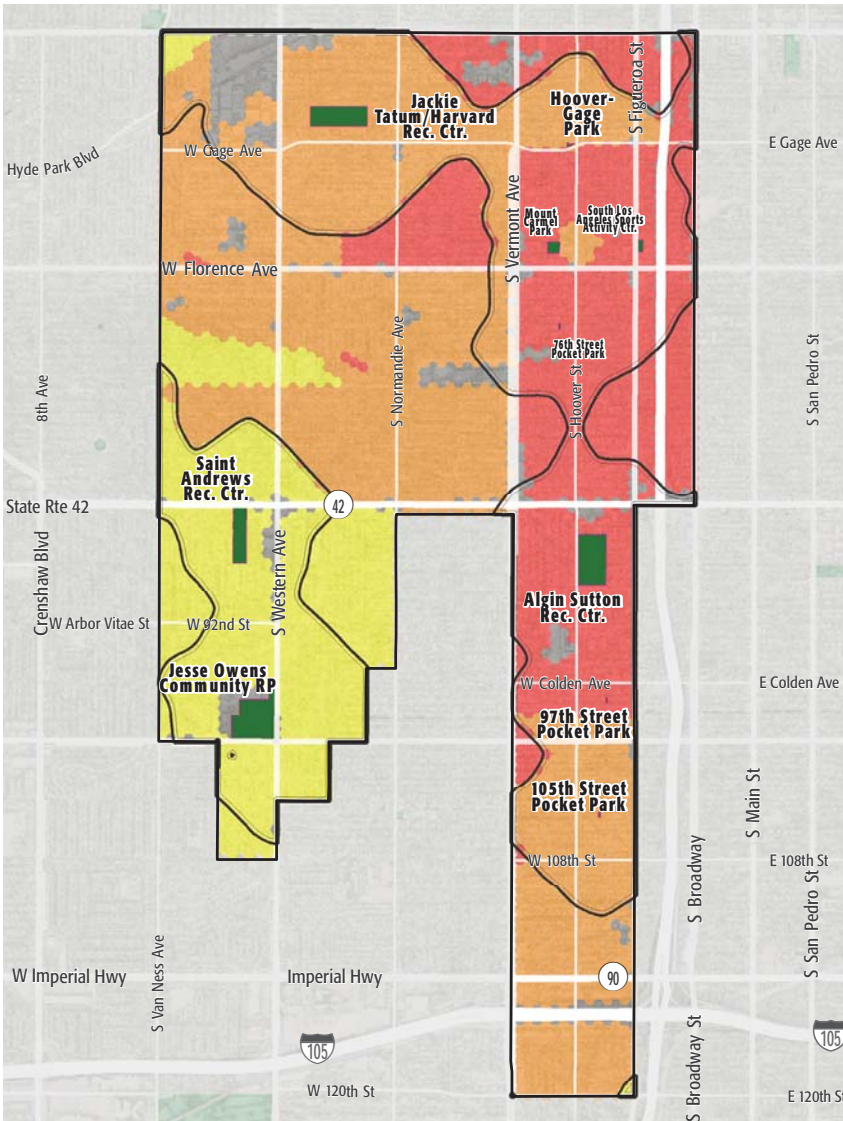 S Figueroa St
Jackie
Tatum/Harvard
Rec. Ctr.
Hoover-
Gage
Park
Hyde Park Blvd
W Gage Ave
E Gage Ave
S Vermont Ave
Mount
Carmel
Park
South Los
Angeles Sports
Activity Ctr.
W Florence Ave
S Normandie Ave
76th Street
Pocket Park
S Hoover St
S San Pedro St
8th Ave
Saint
Andrews
Rec. Ctr.
State Rte 42
42
Crenshaw Blvd
S Western Ave
W Arbor Vitae St
W 92nd St
Algin Sutton
Rec. Ctr.
Jesse Owens
Community RP
W Colden Ave
E Colden Ave
97th Street
Pocket Park
105th Street
Pocket Park
S Main St
W 108th St
E 108th St
S Broadway
S San Pedro St
S Van Ness Ave
W Imperial Hwy
Imperial Hwy
90
105
105
S Broadway St
W 120th St
E 120th St